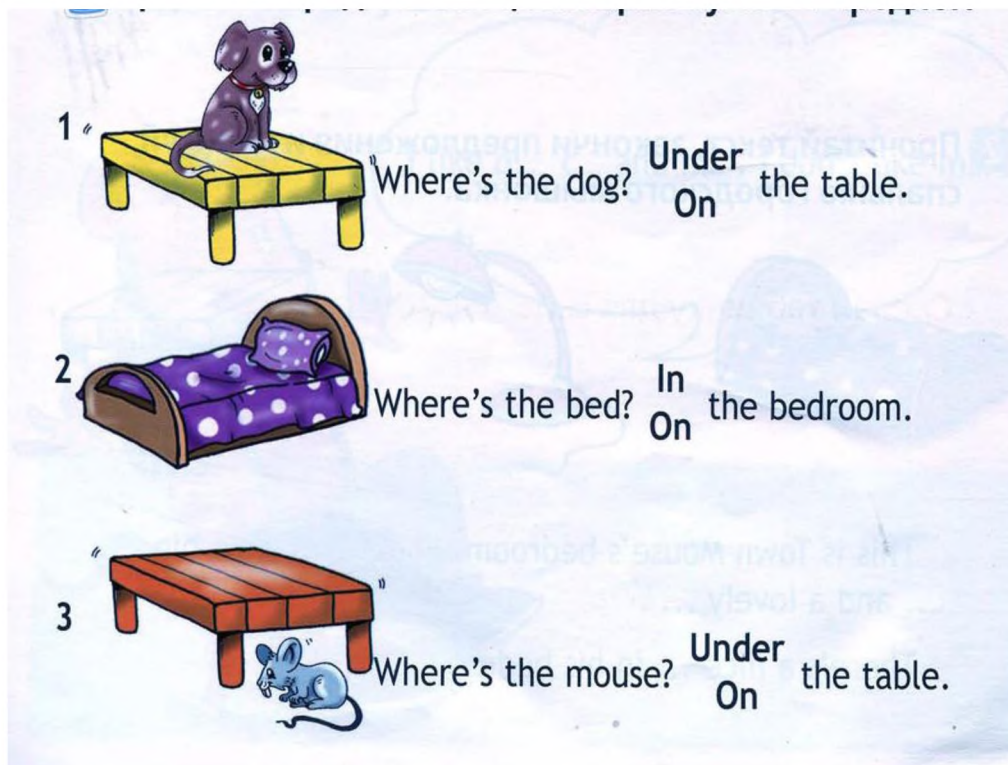 1
Under
Where's the dog? the table.
On
2
In
Where's the bed? the bedroom.
On
3
Under
Where's the mouse? the table.
On